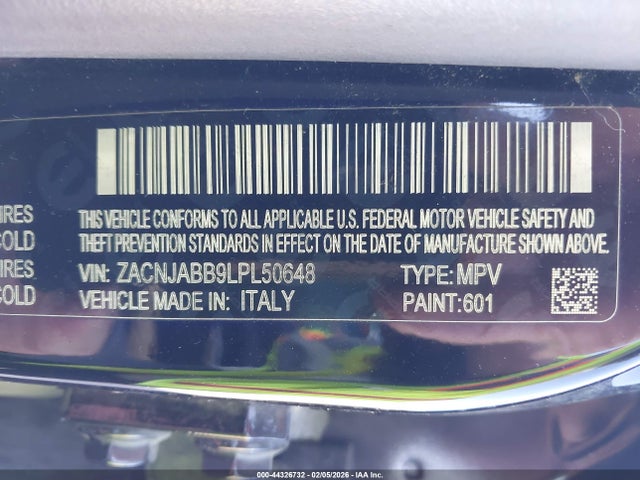 IRES
COLD
IRES
COLD
THIS VEHICLE CONFORMS TO ALL APPLICABLE U.S. FEDERAL MOTOR VEHICLE SAFETY AND
THEFT PREVENTION STANDARDS IN EFFECT ON THE DATE OF MANUFACTURE SHOWN ABOVE.
VIN: ZACNJABB9LPL50648 TYPE: MPV
VEHICLE MADE IN: ITALY PAINT: 601
000-44326732 - 02/05/2026 - IAA Inc.